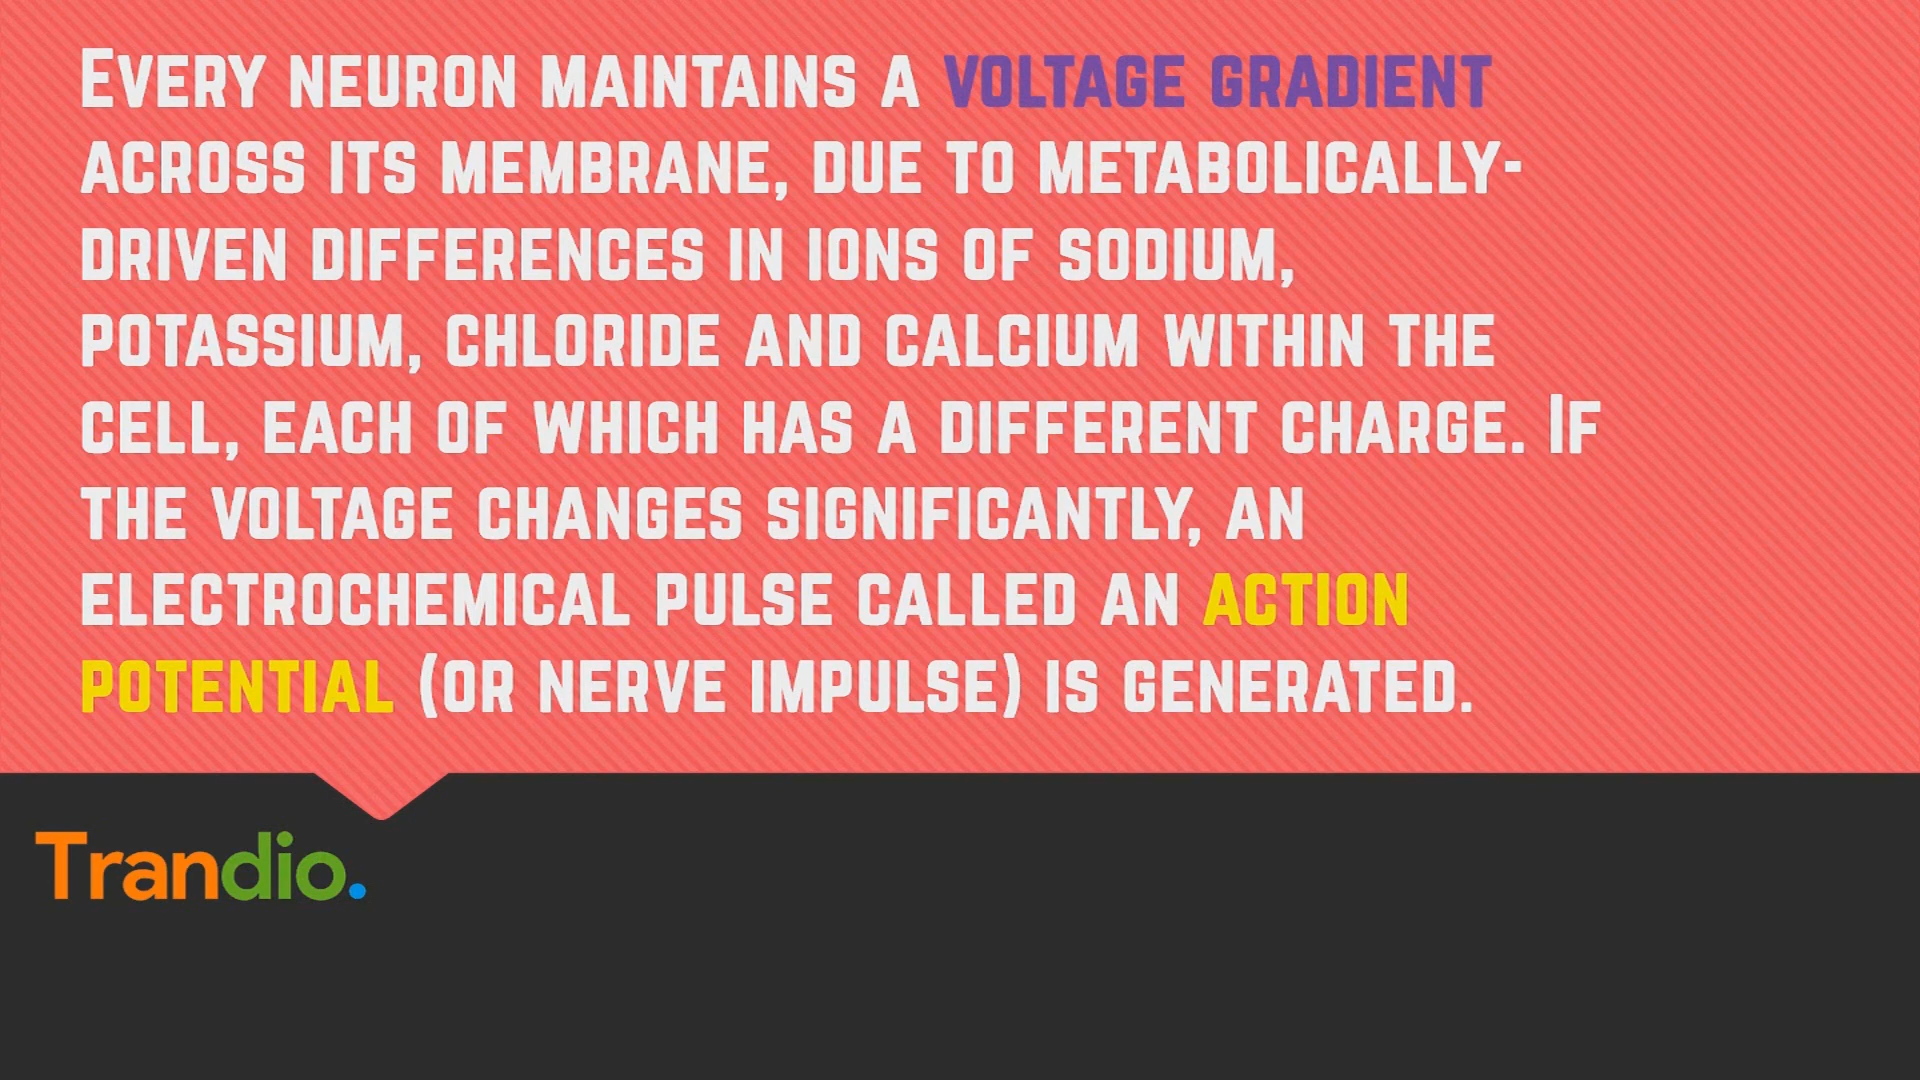 Every neuron maintains a voltage gradient
across its membrane, due to metabolically-
driven differences in ions of sodium,
potassium, chloride and calcium within the
cell, each of which has a different charge. If
the voltage changes significantly, an
electrochemical pulse called an action
potential (or nerve impulse) is generated.
Trandio.